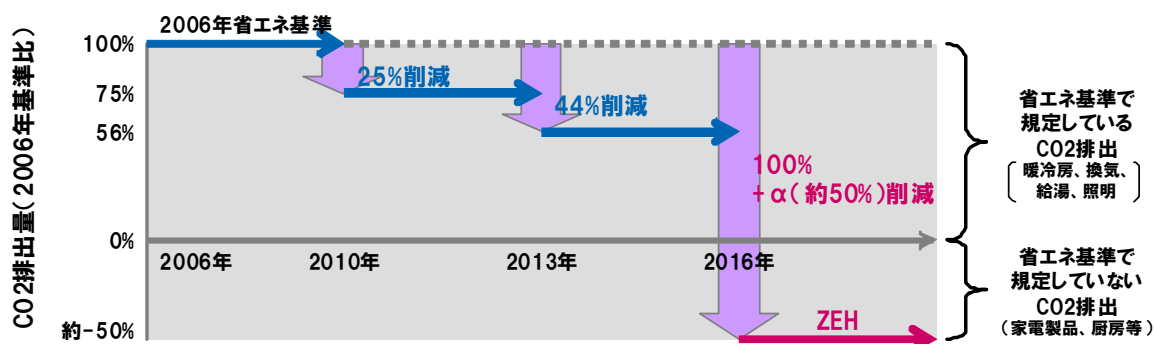 CO2排出量(2006年基準比)
2006年省エネ基準
100%
75%
56%
0%
約-50%
25%削減
44%削減
100%
+α(約50%)削減
2006年
2010年
2013年
2016年
ZEH
省エネ基準で
規定している
CO2排出
暖冷房、換気、
給湯、照明
省エネ基準で
規定していない
CO2排出
(家電製品、厨房等)